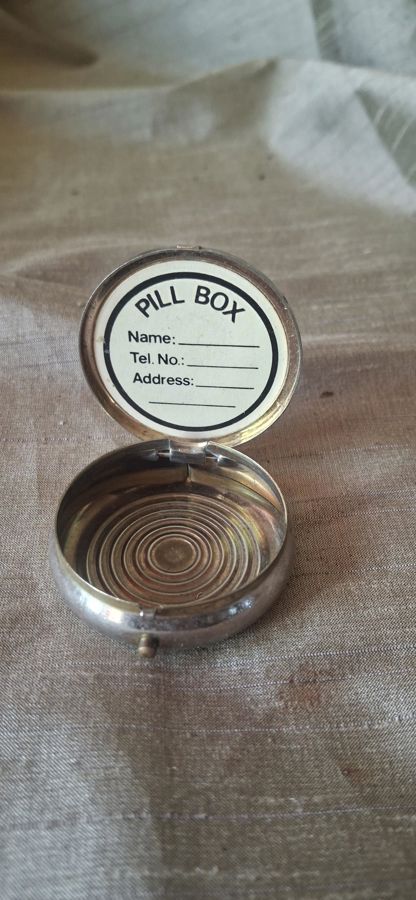 PILL BOX
Name:
Tel. No.:
Address: